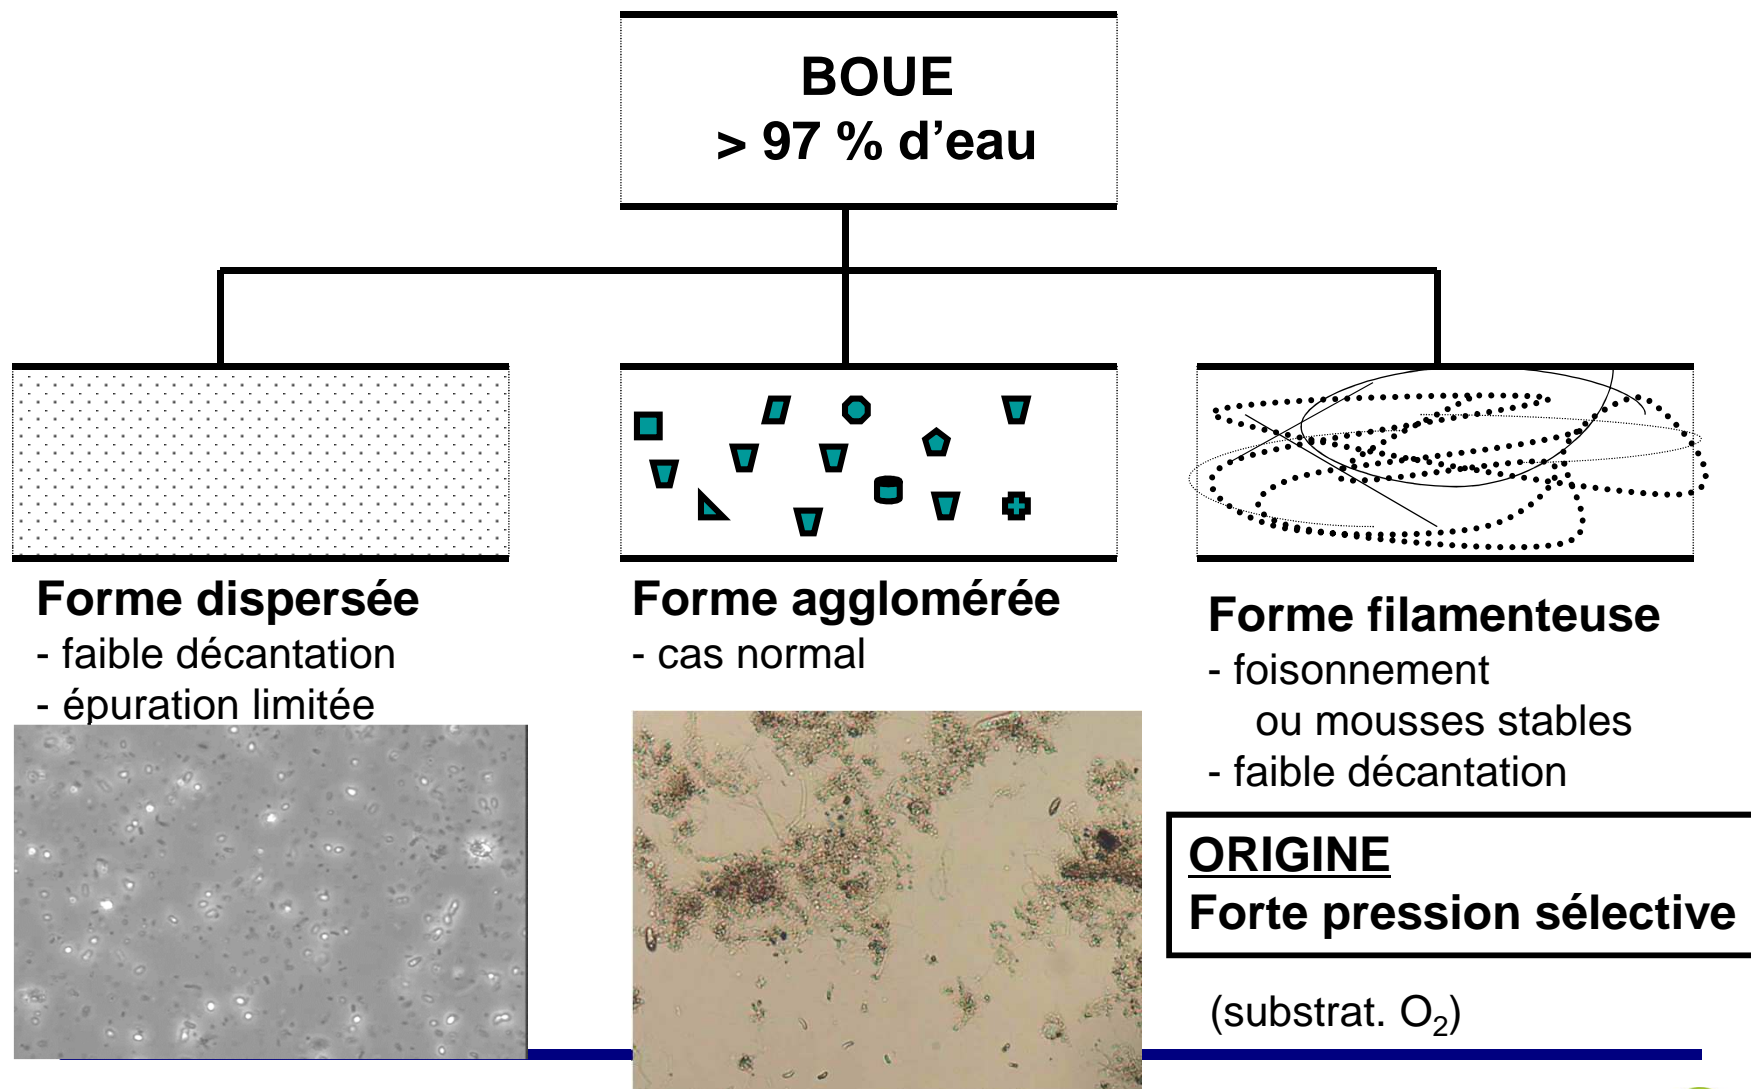 BOUE
> 97 % d’eau
Forme dispersée
- faible décantation
- épuration limitée
Forme agglomérée
- cas normal
Forme filamenteuse
- foisonnement
ou mousses stables
- faible décantation
ORIGINE
Forte pression sélective
(substrat. O₂)